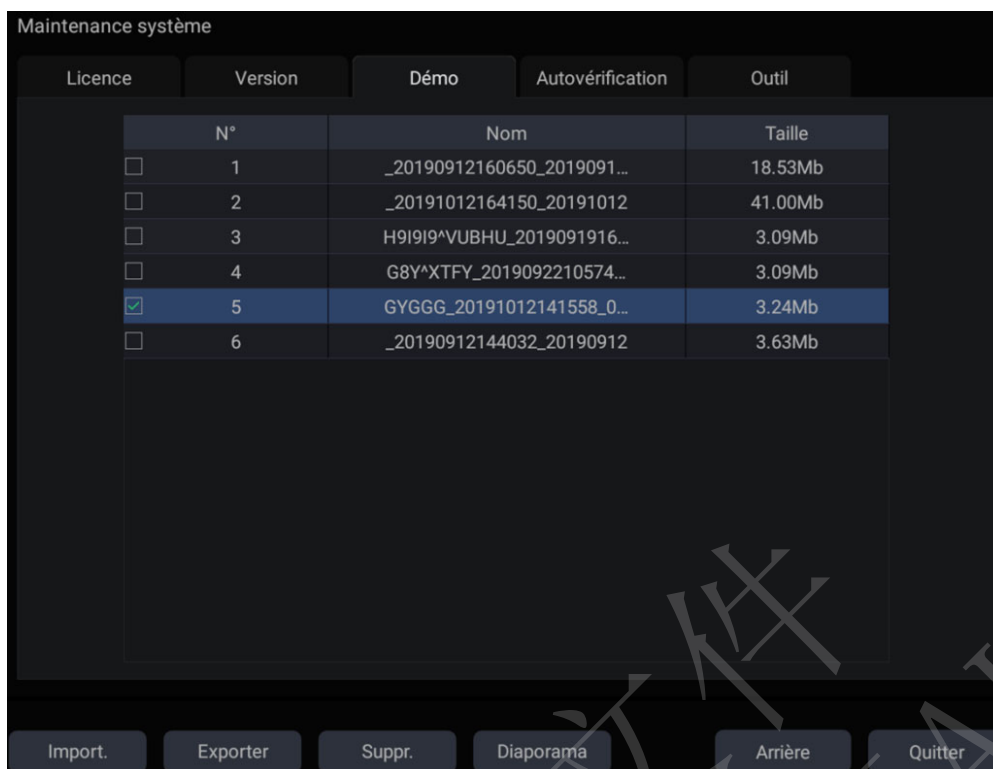 Maintenance système
Licence Version Démo Autovérification Outil
N° Nom Taille
1 _20190912160650_2019091... 18.53Mb
2 _20191012164150_20191012 41.00Mb
3 H9I9I9^VUBHU_2019091916... 3.09Mb
4 G8Y^XTFY_2019092210574... 3.09Mb
5 GYGGG_20191012141558_0... 3.24Mb
6 _20190912144032_20190912 3.63Mb
Import. Exporter Suppr. Diaporama Arrière Quitter
文件